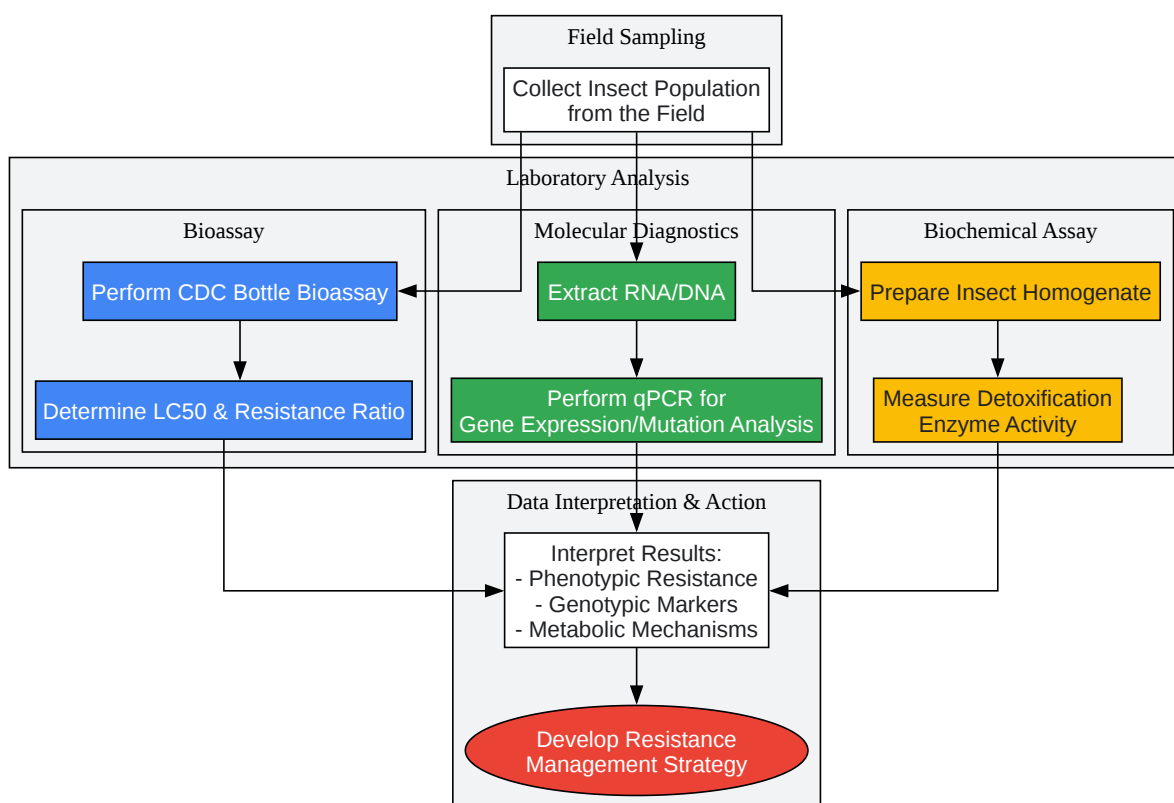 Field Sampling
Collect Insect Population
from the Field
Laboratory Analysis
Bioassay
Perform CDC Bottle Bioassay
Determine LC50 & Resistance Ratio
Molecular Diagnostics
Extract RNA/DNA
Perform qPCR for
Gene Expression/Mutation Analysis
Biochemical Assay
Prepare Insect Homogenate
Measure Detoxification
Enzyme Activity
Data Interpretation & Action
Interpret Results:
- Phenotypic Resistance
- Genotypic Markers
- Metabolic Mechanisms
Develop Resistance
Management Strategy